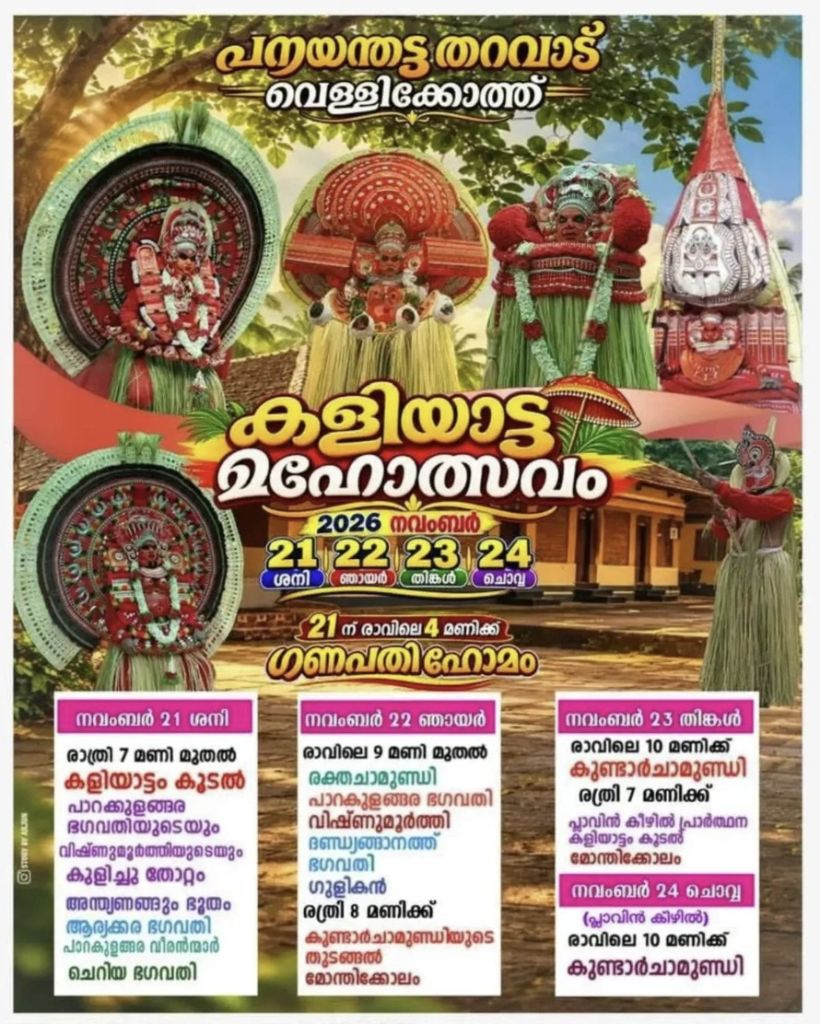 പനയന്തട്ട തറവാട്
വെള്ളിക്കോത്ത്
കളിയാട്ട
മഹോത്സവം
2026 നവംബർ
21 22 23 24
ശനി ഞായർ തിങ്കൾ ചൊവ്വ
21 ന് രാവിലെ 4 മണിക്ക്
ഗണപതിഹോമം
നവംബർ 21 ശനി
രാത്രി 7 മണി മുതൽ
കളിയാട്ടം കൂടൽ
പാറക്കുളങ്ങര
ഭഗവതിയുടെയും
വിഷ്ണുമൂർത്തിയുടെയും
കുളിച്ചു തോറ്റം
അന്ത്വണങ്ങും ഭൂതം
ആര്യക്കര ഭഗവതി
പാറകുളങ്ങര വീരൻമാർ
ചെറിയ ഭഗവതി
നവംബർ 22 ഞായർ
രാവിലെ 9 മണി മുതൽ
രക്തചാമുണ്ഡി
പാറകുളങ്ങര ഭഗവതി
വിഷ്ണുമൂർത്തി
ദണ്ഡ്യങ്ങാനത്ത്
ഭഗവതി
ഗുളികൻ
രത്രി 8 മണിക്ക്
കുണ്ടാർചാമുണ്ഡിയുടെ
തുടങ്ങൽ
മോന്തിക്കോലം
നവംബർ 23 തിങ്കൾ
രാവിലെ 10 മണിക്ക്
കുണ്ടാർചാമുണ്ഡി
രത്രി 7 മണിക്ക്
പ്ലാവിൻ കീഴിൽ പ്രാർത്ഥന
കളിയാട്ടം കൂടൽ
മോന്തിക്കോലം
നവംബർ 24 ചൊവ്വ
(പ്ലാവിൻ കീഴിൽ)
രാവിലെ 10 മണിക്ക്
കുണ്ടാർചാമുണ്ഡി